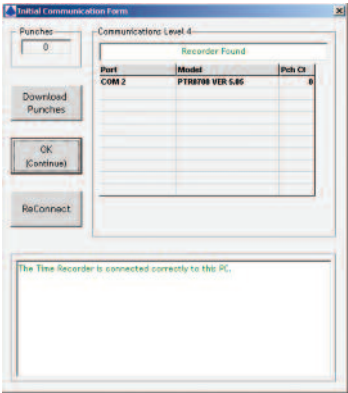 Initial Communication Form
Punches
0
Communications Level 4
Recorder Found
Port Model Pch Ct
COM 2 PTR8700 VER 5.06 0
Download
Punches
OK
(Continue)
ReConnect
The Time Recorder is connected correctly to this PC.